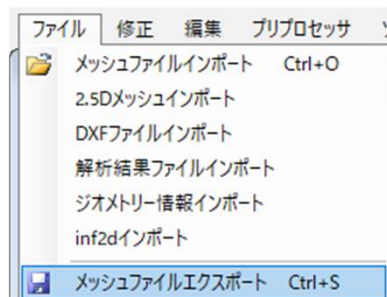 ファイル 修正 編集 プリプロセッサ
メッシュファイルインポート Ctrl+O
2.5Dメッシュインポート
DXFファイルインポート
解析結果ファイルインポート
ジオメトリー情報インポート
inf2dインポート
メッシュファイルエクスポート Ctrl+S